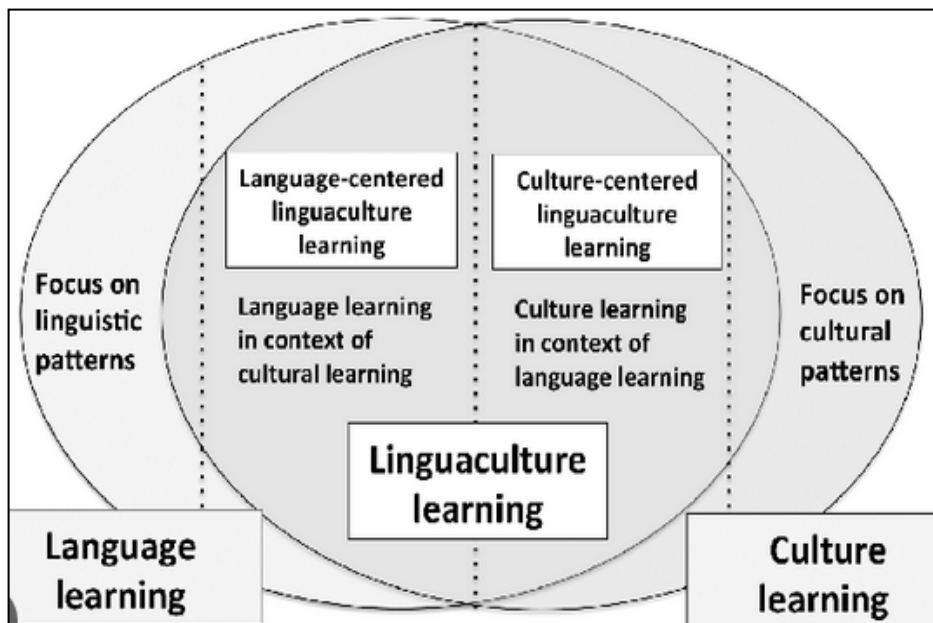 Language-centered
linguaculture
learning
Culture-centered
linguaculture
learning
Focus on
linguistic
patterns
Language learning
in context of
cultural learning
Culture learning
in context of
language learning
Focus on
cultural
patterns
Linguaculture
learning
Language
learning
Culture
learning